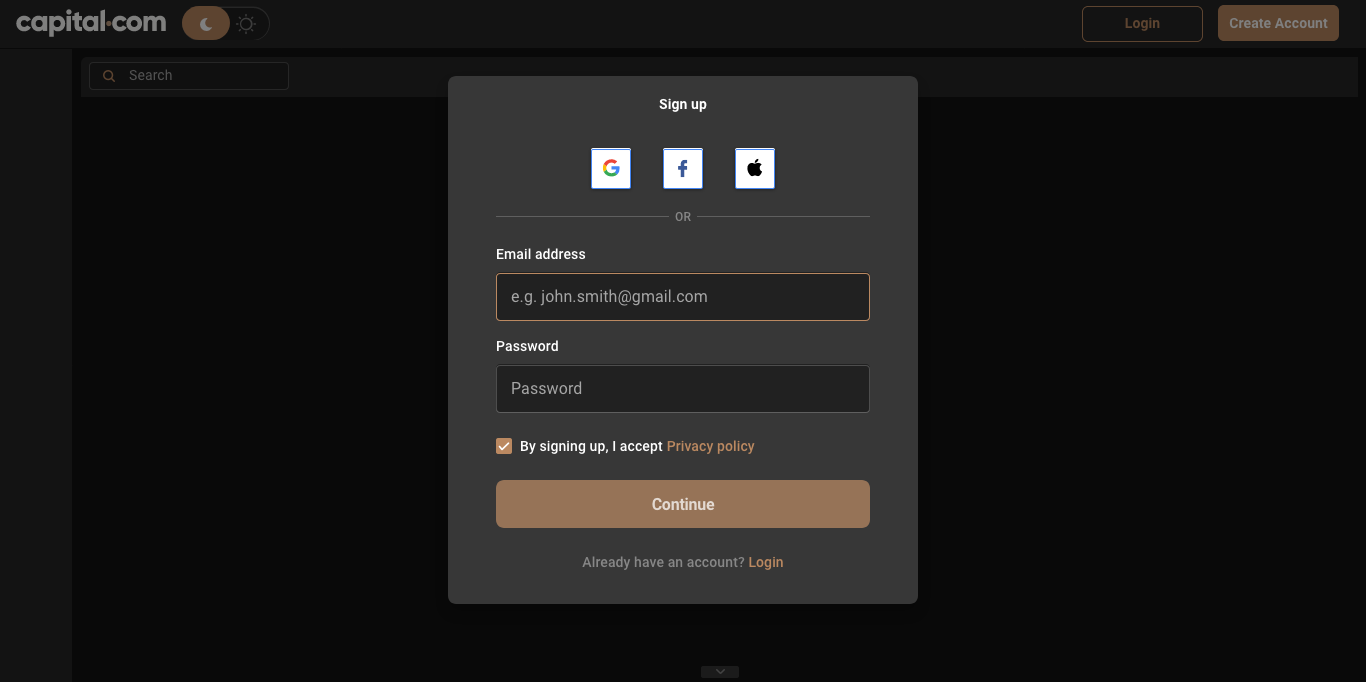 capital.com
Login
Create Account
Search
Sign up
OR
Email address
e.g. john.smith@gmail.com
Password
Password
By signing up, I accept Privacy policy
Continue
Already have an account? Login